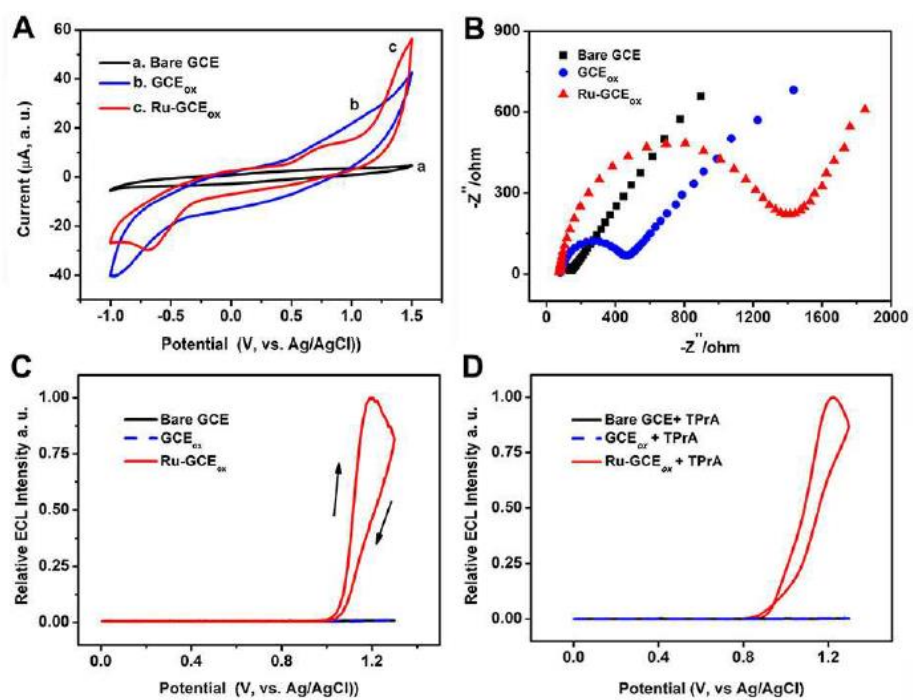 A
60
40
20
0
-20
-40
Current (μA, a. u.)
a. Bare GCE
b. GCEox
c. Ru-GCEox
c
b
a
-1.0 -0.5 0.0 0.5 1.0 1.5
Potential (V, vs. Ag/AgCl))
B
900
600
300
0
-Z''/ohm
Bare GCE
GCEox
Ru-GCEox
0 400 800 1200 1600 2000
-Z''/ohm
C
1.00
0.75
0.50
0.25
0.00
Relative ECL Intensity a. u.
Bare GCE
GCEox
Ru-GCEox
0.0 0.4 0.8 1.2
Potential (V, vs. Ag/AgCl))
D
1.00
0.75
0.50
0.25
0.00
Relative ECL Intensity a. u.
Bare GCE+ TPrA
GCEox + TPrA
Ru-GCEox + TPrA
0.0 0.4 0.8 1.2
Potential (V, vs Ag/AgCl)